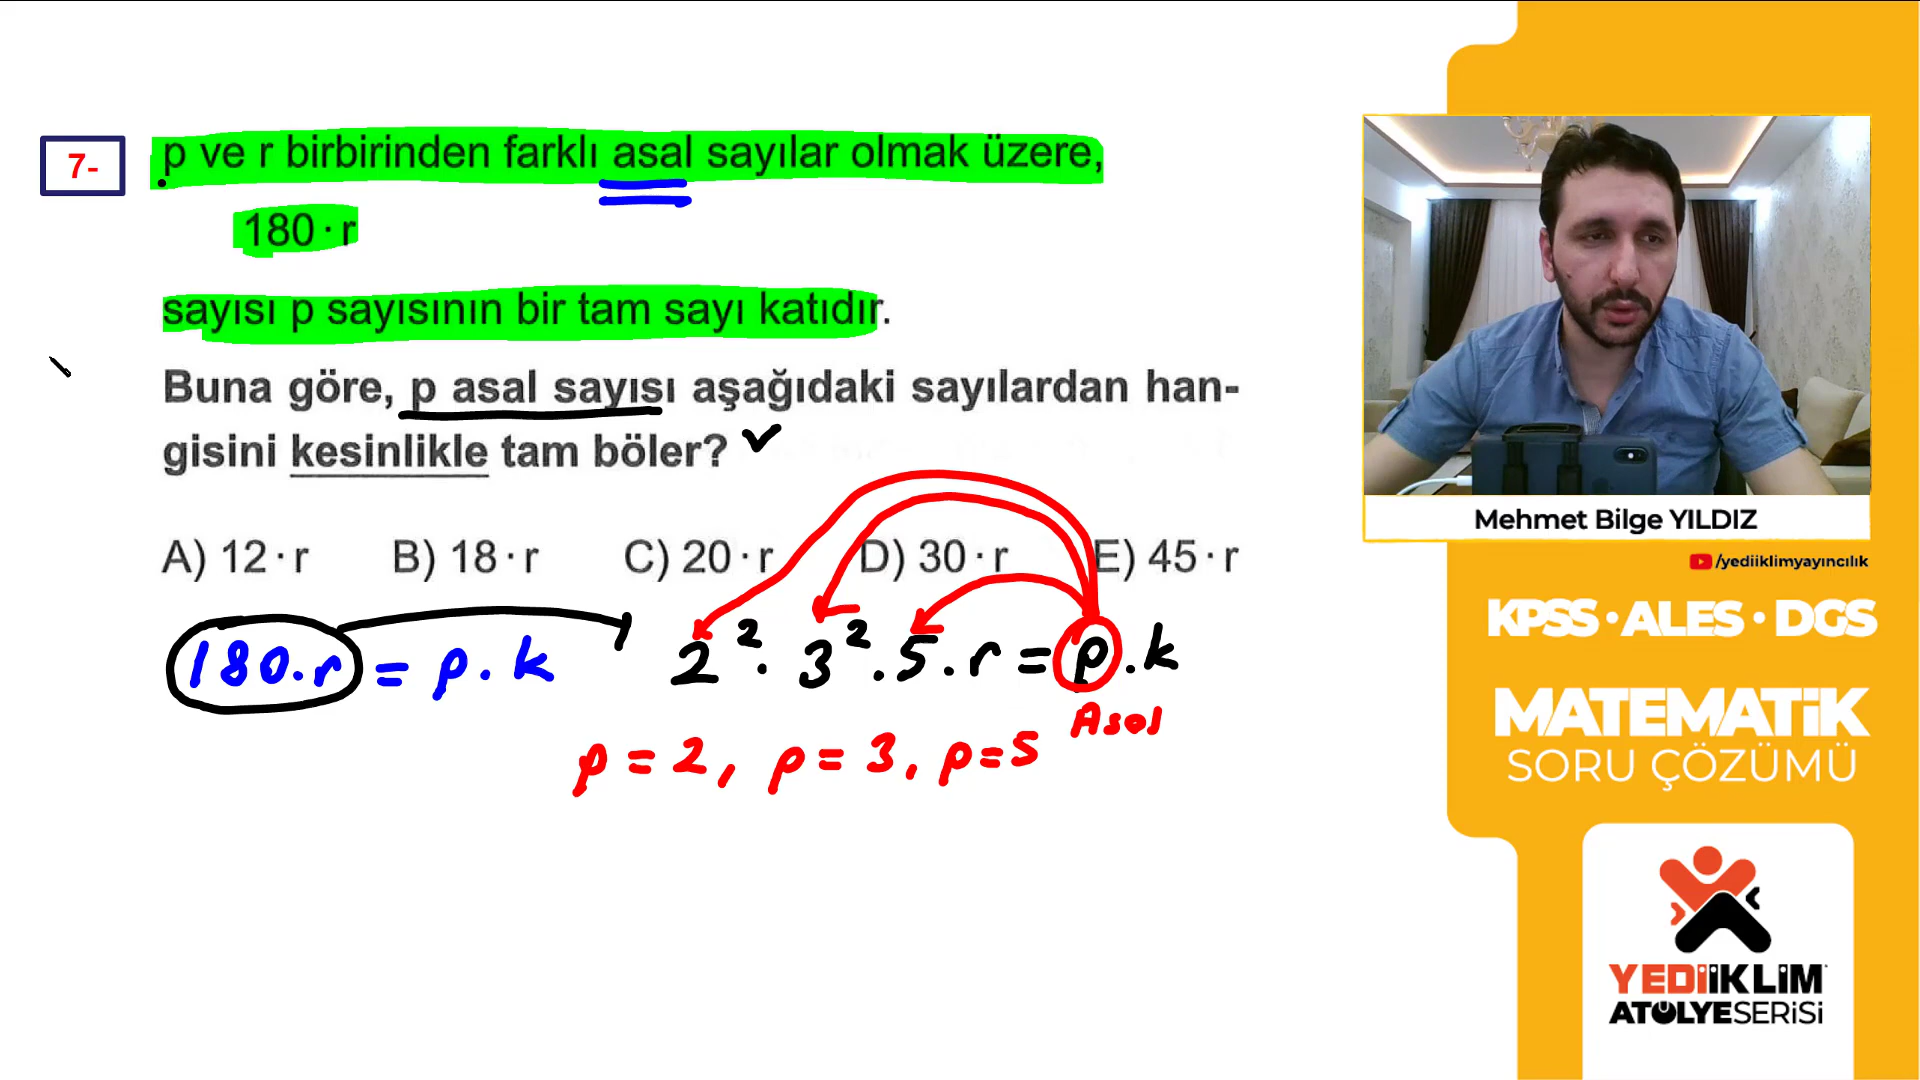 7-
p ve r birbirinden farklı asal sayılar olmak üzere,
180·r
sayısı p sayısının bir tam sayı katıdır.
Buna göre, p asal sayısı aşağıdaki sayılardan han-
gisini kesinlikle tam böler?
A) 12·r B) 18·r C) 20·r D) 30·r E) 45·r
180.r = p.k
2².3².5.r = p.k
Asal
p = 2, p = 3, p = 5
Mehmet Bilge YILDIZ
/yediiklimyayıncılık
KPSS • ALES • DGS
MATEMATİK
SORU ÇÖZÜMÜ
YEDİİKLİM
ATÖLYESERİSİ